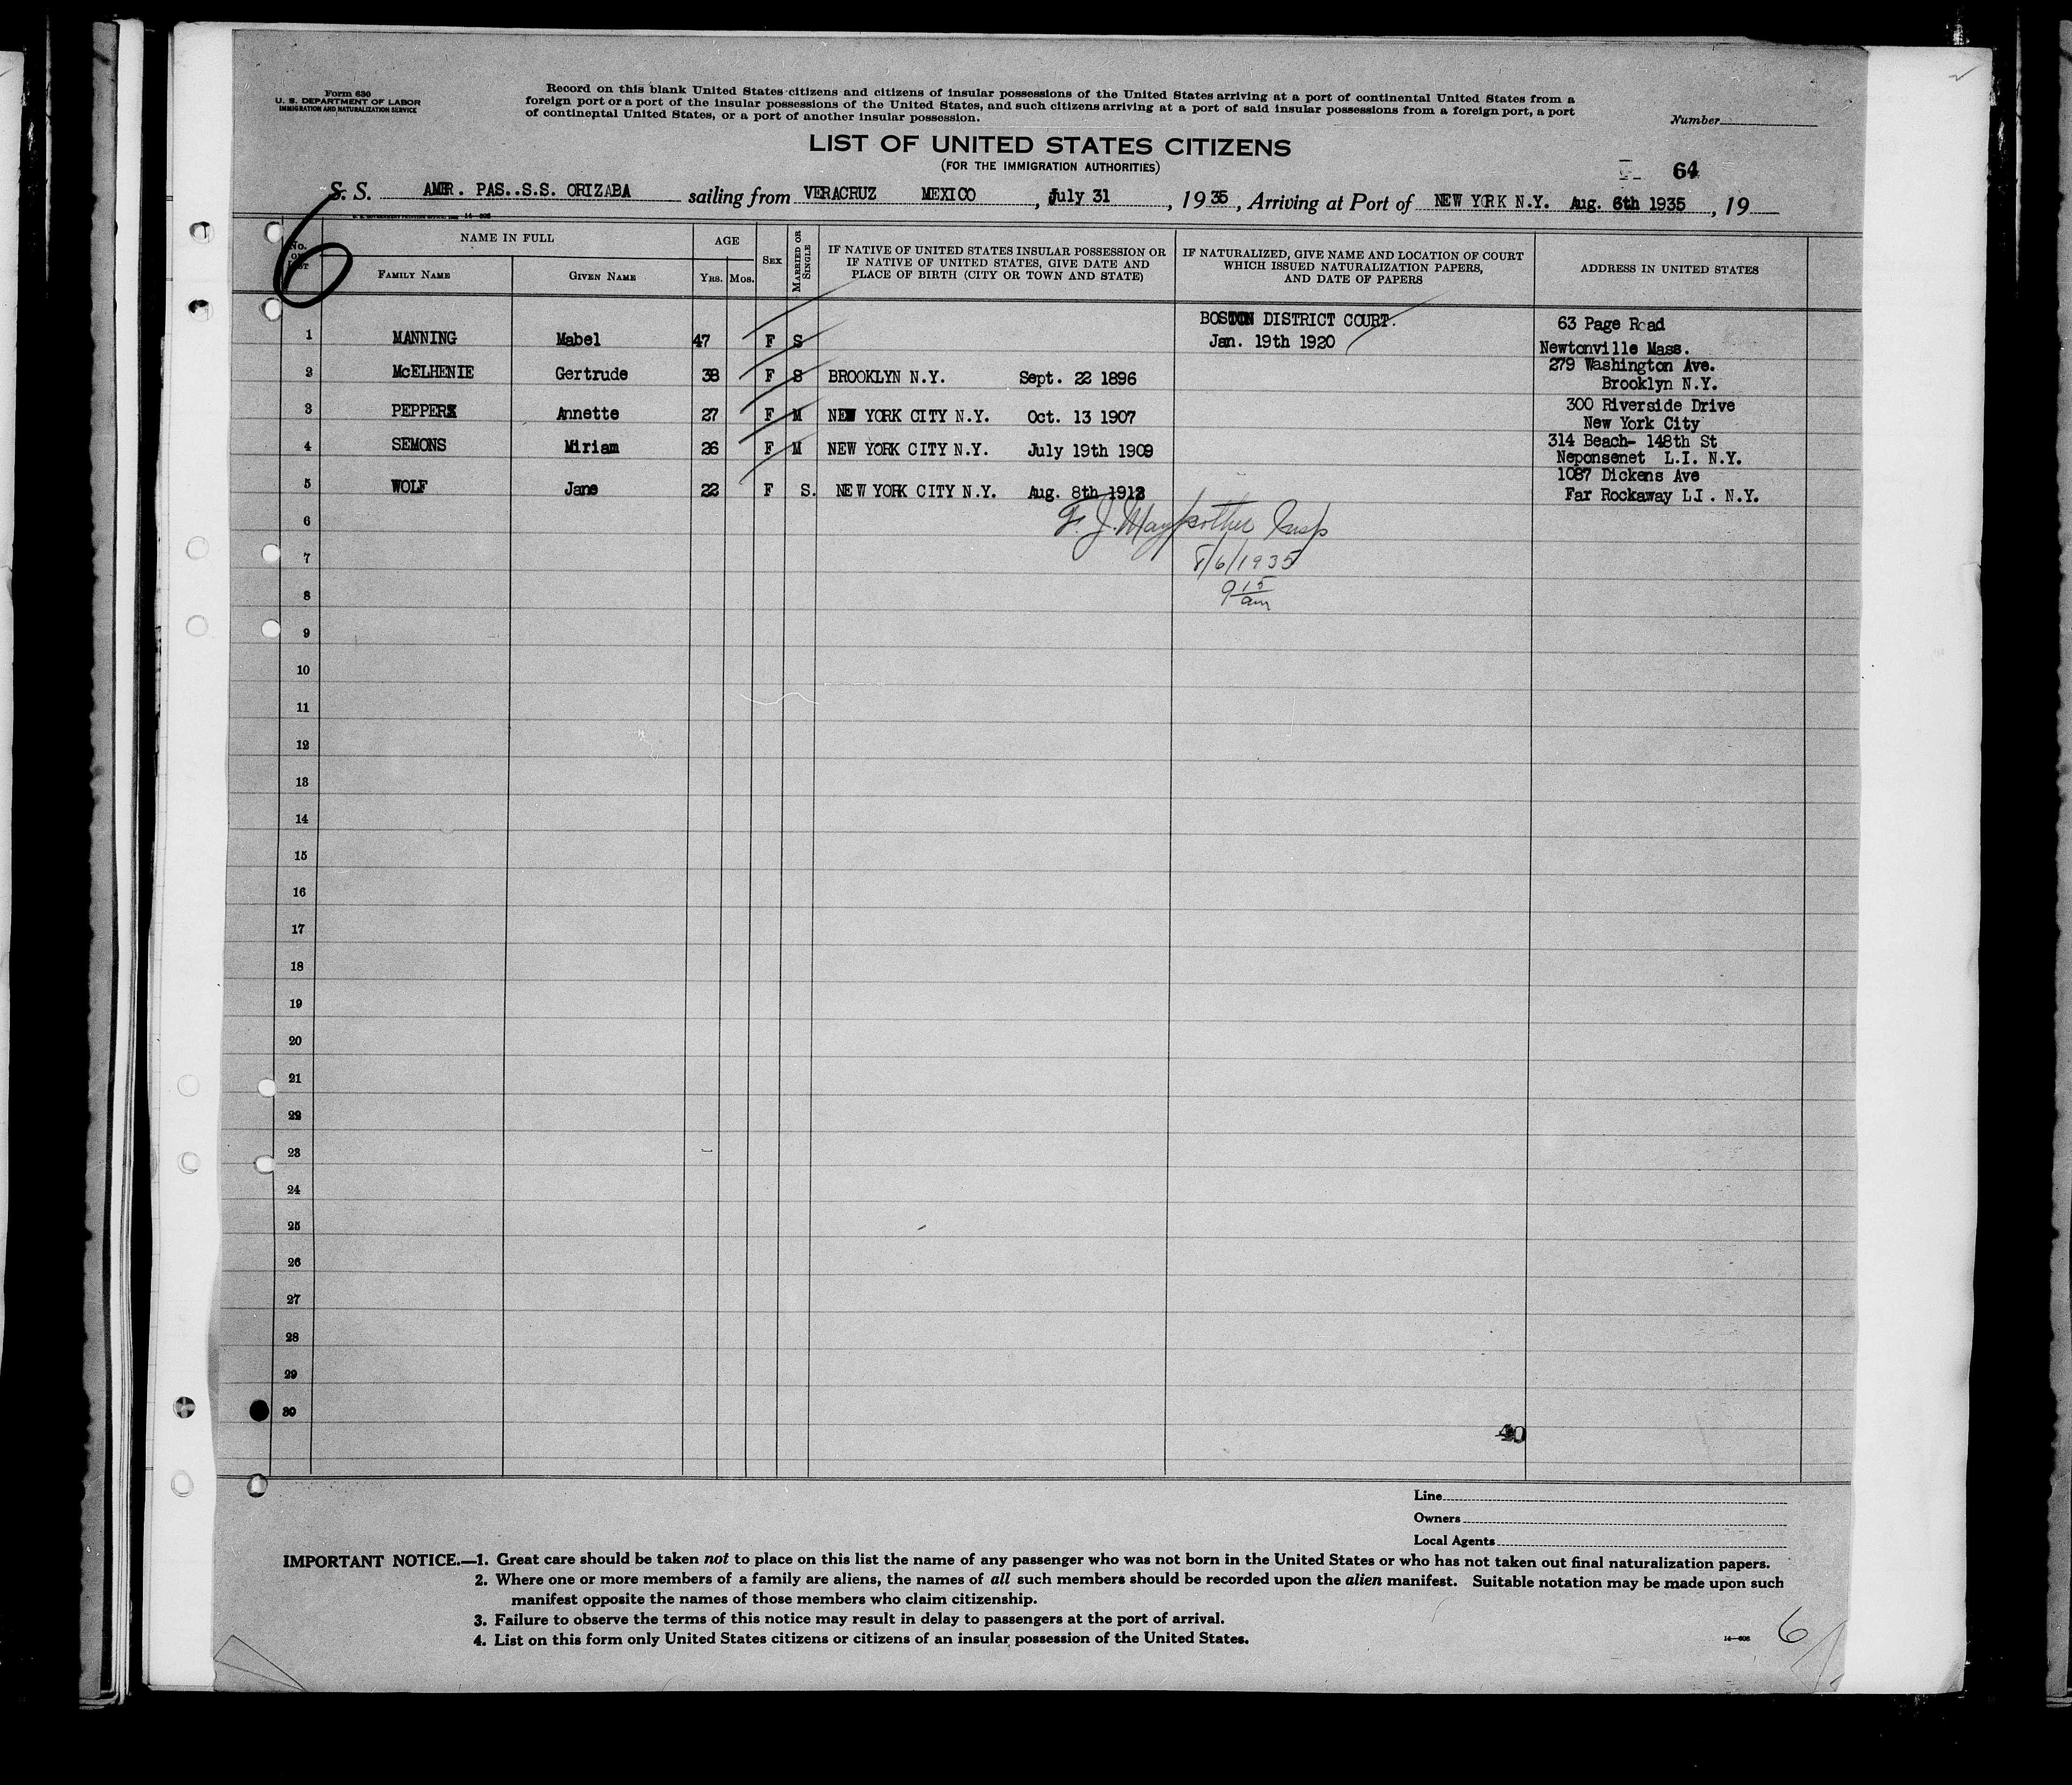 Form 630
U. S. DEPARTMENT OF LABOR
IMMIGRATION AND NATURALIZATION SERVICE
Record on this blank United States citizens and citizens of insular possessions of the United States arriving at a port of continental United States from a
foreign port or a port of the insular possessions of the United States, and such citizens arriving at a port of said insular possessions from a foreign port, a port
of continental United States, or a port of another insular possession.
Number
LIST OF UNITED STATES CITIZENS
(FOR THE IMMIGRATION AUTHORITIES)
64
S. S. AMER. PAS..S.S. ORIZABA sailing from VERACRUZ MEXICO , July 31 , 1935, Arriving at Port of NEW YORK N.Y. Aug. 6th 1935 , 19
6
No. on List
NAME IN FULL AGE SEX MARRIED OR SINGLE
FAMILY NAME GIVEN NAME YRS. MOS.
IF NATIVE OF UNITED STATES INSULAR POSSESSION OR
IF NATIVE OF UNITED STATES, GIVE DATE AND
PLACE OF BIRTH (CITY OR TOWN AND STATE)
IF NATURALIZED, GIVE NAME AND LOCATION OF COURT
WHICH ISSUED NATURALIZATION PAPERS,
AND DATE OF PAPERS
ADDRESS IN UNITED STATES
BOSTON DISTRICT COURT. 63 Page Road
1 MANNING Mabel 47 F S Jan. 19th 1920 Newtonville Mass.
2 McELHENIE Gertrude 38 F S BROOKLYN N.Y. Sept. 22 1896 279 Washington Ave.
Brooklyn N.Y.
3 PEPPER Annette 27 F M NEW YORK CITY N.Y. Oct. 13 1907 300 Riverside Drive
New York City
4 SEMONS Miriam 26 F M NEW YORK CITY N.Y. July 19th 1909 314 Beach- 148th St
Neponsenet L.I. N.Y.
5 WOLF Jane 22 F S. NEW YORK CITY N.Y. Aug. 8th 1912 1087 Dickens Ave
Far Rockaway LI. N.Y.
6
7 8/6/1935
8 9 15 am
9
10
11
12
13
14
15
16
17
18
19
20
21
22
23
24
25
26
27
28
29
30
40
Line
Owners
Local Agents
IMPORTANT NOTICE.—1. Great care should be taken not to place on this list the name of any passenger who was not born in the United States or who has not taken out final naturalization papers.
2. Where one or more members of a family are aliens, the names of all such members should be recorded upon the alien manifest. Suitable notation may be made upon such
manifest opposite the names of those members who claim citizenship.
3. Failure to observe the terms of this notice may result in delay to passengers at the port of arrival.
4. List on this form only United States citizens or citizens of an insular possession of the United States.
6